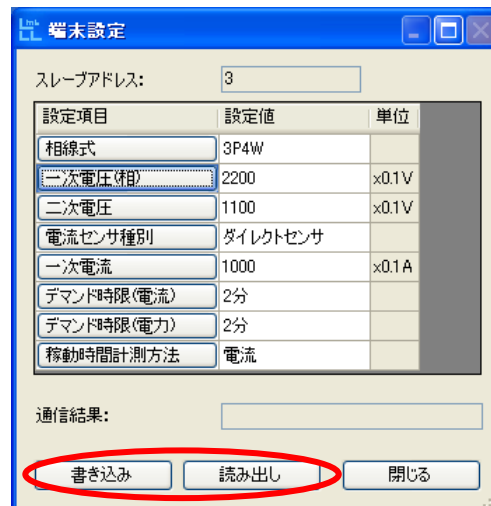 端末設定
スレーブアドレス: 3
設定項目 設定値 単位
相線式 3P4W
一次電圧(相) 2200 x0.1V
二次電圧 1100 x0.1V
電流センサ種別 ダイレクトセンサ
一次電流 1000 x0.1A
デマンド時限(電流) 2分
デマンド時限(電力) 2分
稼動時間計測方法 電流
通信結果:
書き込み 読み出し 閉じる